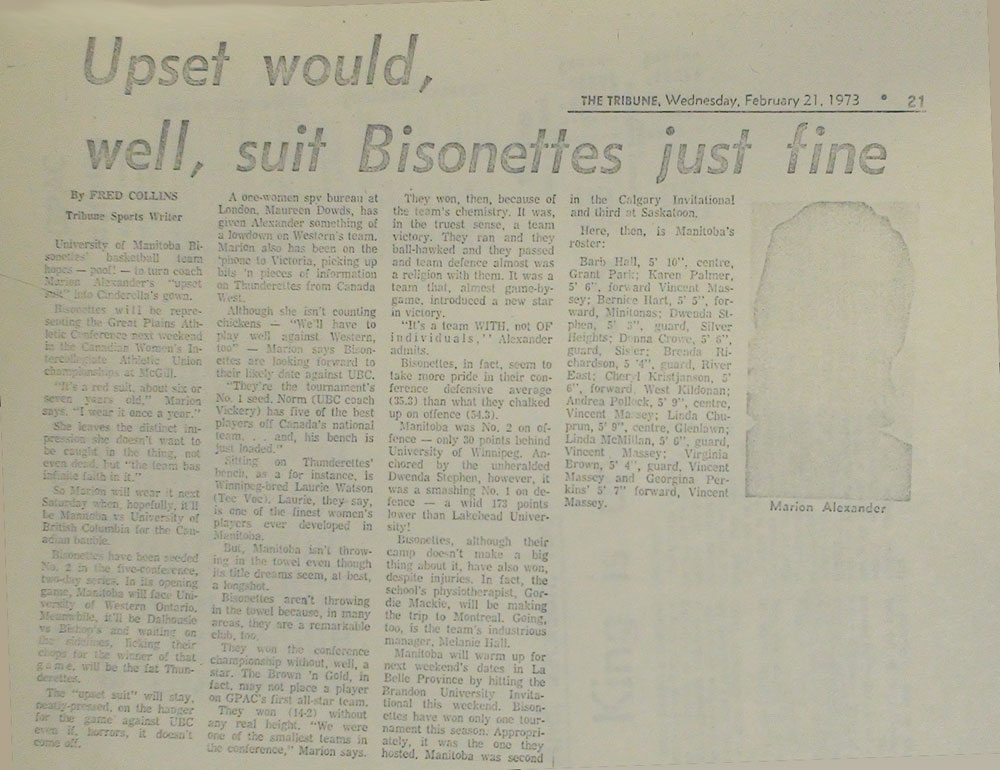 Upset would,
THE TRIBUNE, Wednesday, February 21, 1973 • 21
well, suit Bisonettes just fine
By FRED COLLINS
Tribune Sports Writer
University of Manitoba Bi-
sonettes' basketball team
hopes — poof! — to turn coach
Marion Alexander's "upset
suit" into Cinderella's gown.
Bisonettes will be repre-
senting the Great Plains Ath-
letic Conference next weekend
in the Canadian Women's In-
tercollegiate Athletic Union
championships at McGill.
"It's a red suit, about six or
seven years old," Marion
says. "I wear it once a year."
She leaves the distinct im-
pression she doesn't want to
be caught in the thing, not
even dead, but "the team has
infinite faith in it."
So Marion will wear it next
Saturday when, hopefully, it'll
be Manitoba vs University of
British Columbia for the Can-
adian bauble.
Bisonettes have been seeded
No. 2 in the five-conference,
two-day series. In its opening
game, Manitoba will face Uni-
versity of Western Ontario.
Meanwhile, it'll be Dalhousie
vs Bishop's and waiting on
the sidelines, licking their
chops for the winner of that
game, will be the fat Thun-
derettes.
The "upset suit" will stay,
neatly-pressed, on the hanger
for the game against UBC
even if, horrors, it doesn't
come off.
A one-women spy bureau at
London, Maureen Dowds, has
given Alexander something of
a lowdown on Western's team.
Marion also has been on the
'phone to Victoria, picking up
bits 'n pieces of information
on Thundercites from Canada
West.
Although she isn't counting
chickens — "We'll have to
play well against Western,
too" — Marion says Bison-
ettes are looking forward to
their likely date against UBC.
"They're the tournament's
No. 1 seed. Norm (UBC coach
Vickery) has five of the best
players off Canada's national
team. . . and, his bench is
just loaded."
Sitting on Thunderettes'
bench, as a for instance, is
Winnipeg-bred Laurie Watson
(Tec Voc). Laurie, they say,
is one of the finest women's
players ever developed in
Manitoba.
But, Manitoba isn't throw-
ing in the towel even though
its title dreams seem, at best,
a longshot.
Bisonettes aren't throwing
in the towel because, in many
areas, they are a remarkable
club, too.
They won the conference
championship without, well, a
star. The Brown 'n Gold, in
fact, may not place a player
on GPAC's first all-star team.
They won (14-2) without
any real height. "We were
one of the smallest teams in
the conference," Marion says.
They won, then, because of
the team's chemistry. It was,
in the truest sense, a team
victory. They ran and they
ball-hawked and they passed
and team defence almost was
a religion with them. It was a
team that, almost game-by-
game, introduced a new star
in victory.
"It's a team WITH, not OF
individuals," Alexander
admits.
Bisonettes, in fact, seem to
take more pride in their con-
ference defensive average
(35.3) than what they chalked
up on offence (54.3).
Manitoba was No. 2 on of-
fence — only 30 points behind
University of Winnipeg. An-
chored by the unheralded
Dwenda Stephen, however, it
was a smashing No. 1 on de-
fence — a wild 173 points
lower than Lakehead Univer-
sity!
Bisonettes, although their
camp doesn't make a big
thing about it, have also won,
despite injuries. In fact, the
school's physiotherapist, Gor-
die Mackie, will be making
the trip to Montreal. Going,
too, is the team's industrious
manager, Melanie Hall.
Manitoba will warm up for
next weekend's dates in La
Belle Province by hitting the
Brandon University Invita-
tional this weekend. Bison-
ettes have won only one tour-
nament this season. Appropri-
ately, it was the one they
hosted. Manitoba was second
in the Calgary Invitational
and third at Saskatoon.
Here, then, is Manitoba's
roster:
Barb Hall, 5' 10", centre,
Grant Park; Karen Palmer,
5' 6", forward Vincent Mas-
sey; Bernice Hart, 5' 5", for-
ward, Minitonas; Dwenda St-
phen, 5' 3", guard, Silver
Heights; Donna Crowe, 5' 6",
guard, Sisler; Brenda Ri-
chardson, 5 '4", guard, River
East; Cheryl Kristjanson, 5'
6", forward West Kildonan;
Andrea Pollock, 5' 9", centre,
Vincent Massey; Linda Chu-
prun, 5' 9", centre, Glenlawn;
Linda McMillan, 5' 6", guard,
Vincent Massey; Virginia
Brown, 5' 4", guard, Vincent
Massey and Georgina Per-
kins' 5' 7" forward, Vincent
Massey.
Marion Alexander